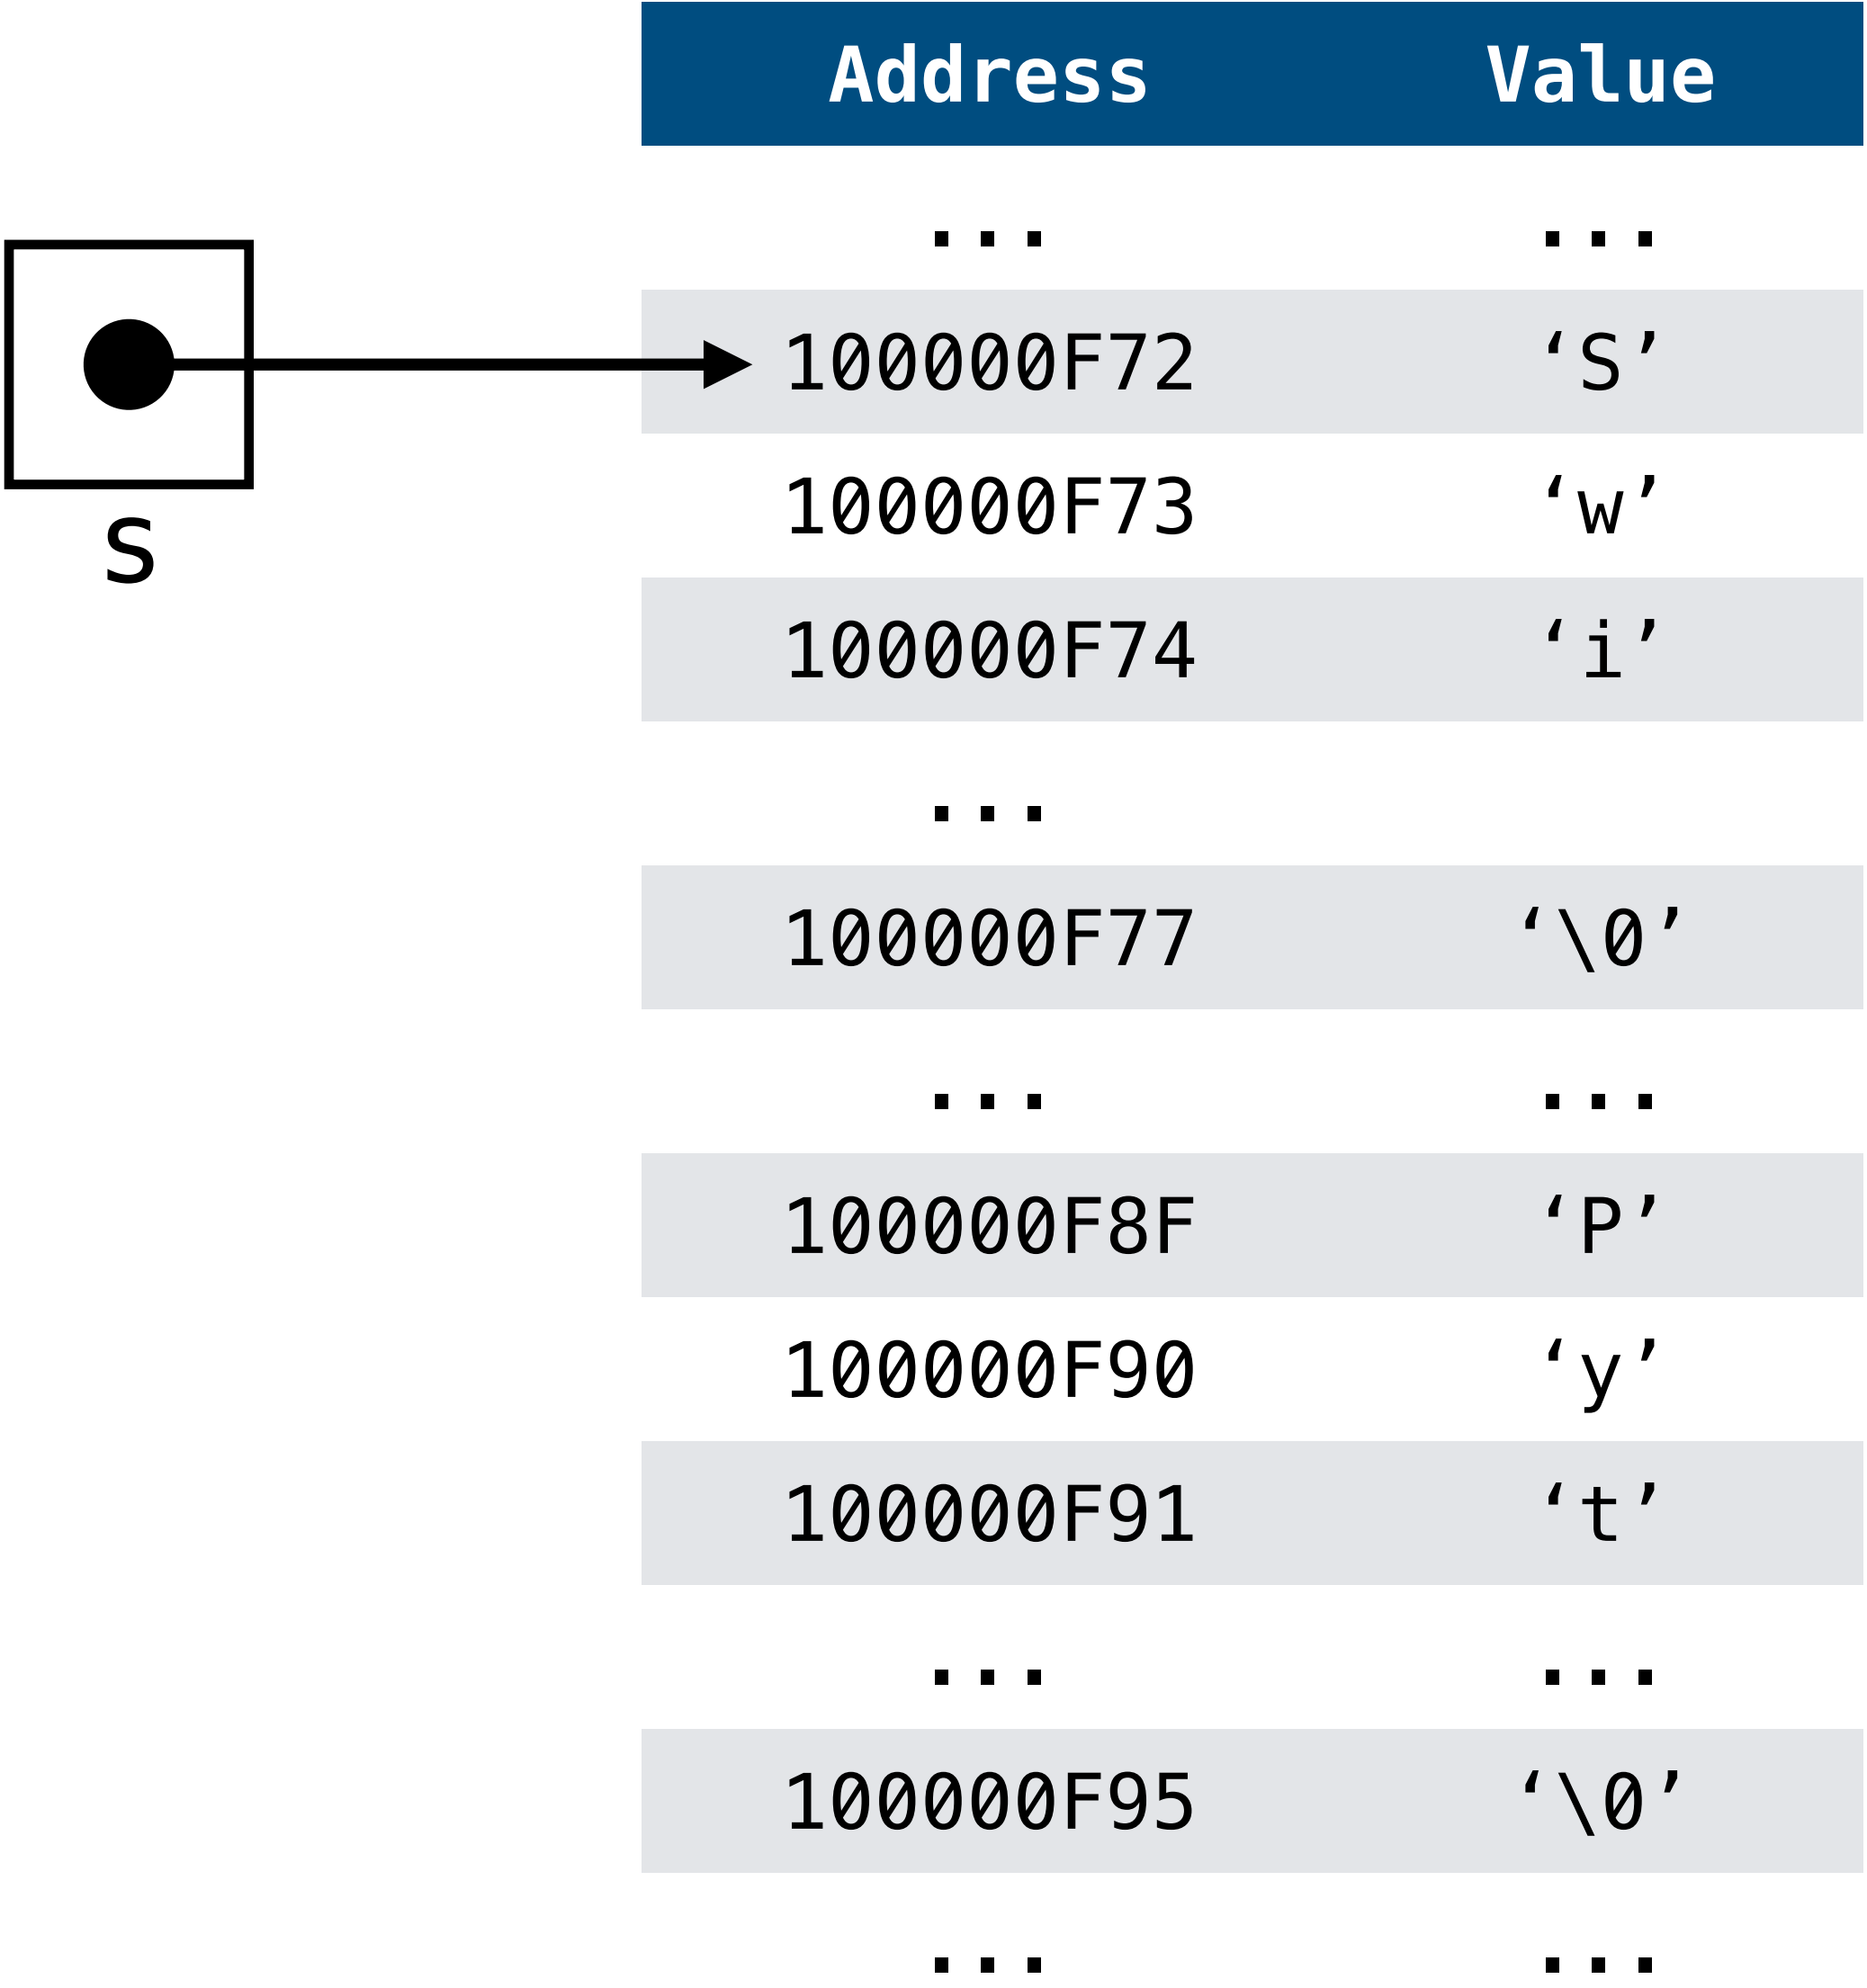 Address Value
... ...
100000F72 ‘S’
100000F73 ‘w’
s
100000F74 ‘i’
...
100000F77 ‘\0’
... ...
100000F8F ‘P’
100000F90 ‘y’
100000F91 ‘t’
... ...
100000F95 ‘\0’
... ...